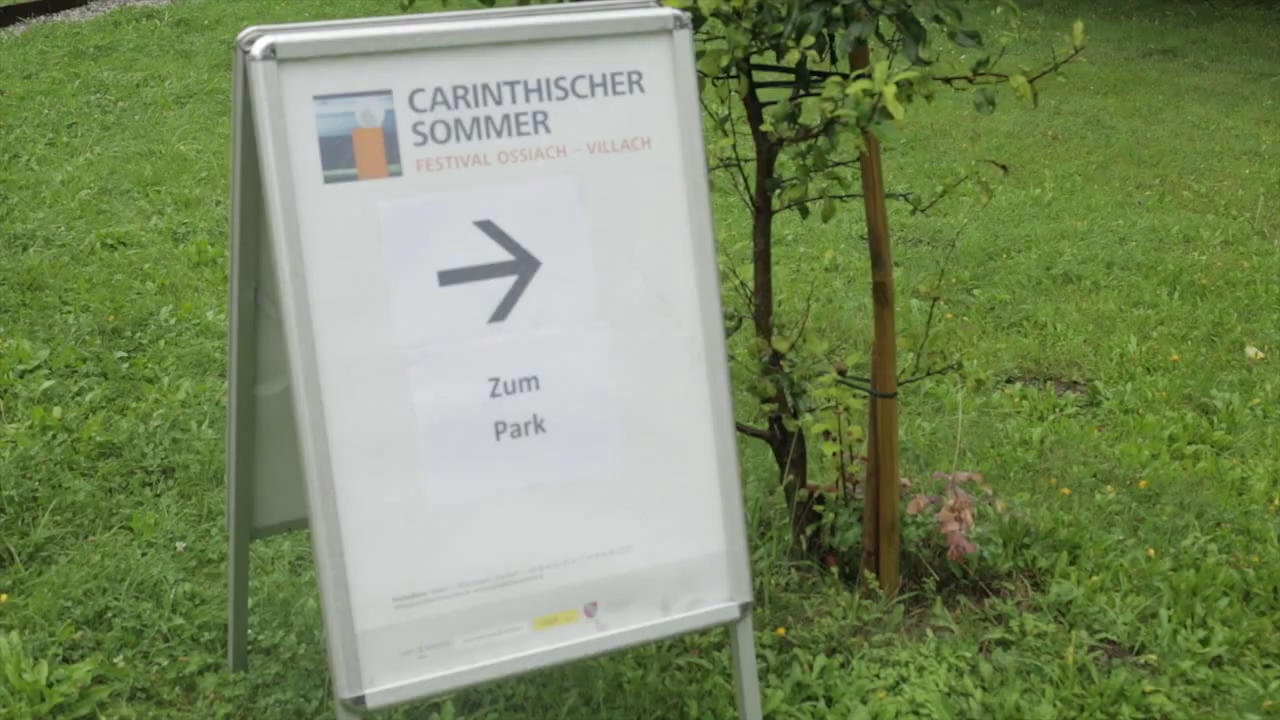 CARINTHISCHER
SOMMER
FESTIVAL OSSIACH – VILLACH
Zum
Park